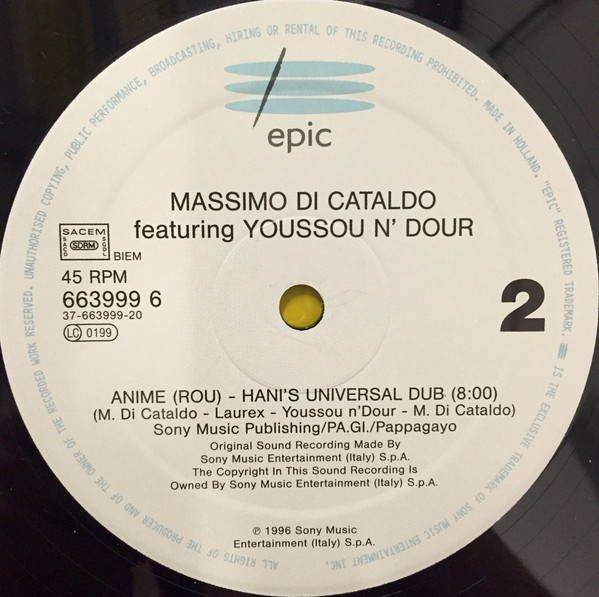 UNAUTHORISED COPYING, PUBLIC PERFORMANCE, BROADCASTING, HIRING OR RENTAL OF THIS RECORDING PROHIBITED. MADE IN HOLLAND. "EPIC" REGISTERED TRADEMARK. IS THE EXCLUSIVE TRADEMARK OF SONY MUSIC ENTERTAINMENT INC. ALL RIGHTS OF THE PRODUCER AND OF THE OWNER OF THE RECORDED WORK RESERVED.
epic
MASSIMO DI CATALDO
featuring YOUSSOU N' DOUR
SACEM
SACD
SDRM
SGDL
BIEM
45 RPM
663999 6
37-663999-20
LC 0199
2
ANIME (ROU) - HANI'S UNIVERSAL DUB (8:00)
(M. Di Cataldo - Laurex - Youssou n'Dour - M. Di Cataldo)
Sony Music Publishing/PA.GI./Pappagayo
Original Sound Recording Made By
Sony Music Entertainment (Italy) S.p.A.
The Copyright In This Sound Recording Is
Owned By Sony Music Entertainment (Italy) S.p.A.
℗ 1996 Sony Music
Entertainment (Italy) S.p.A.